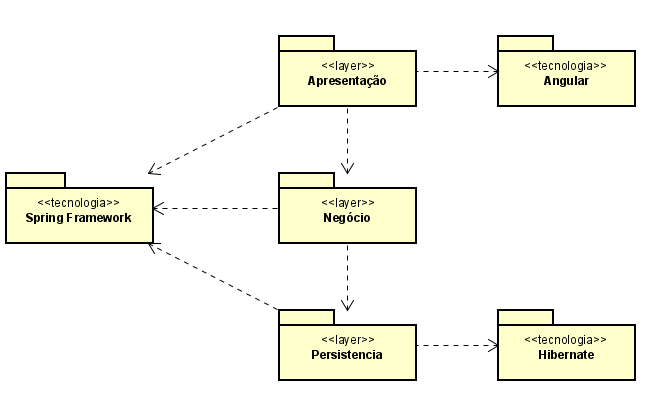 <<layer>>
Apresentação
<<tecnologia>>
Angular
<<tecnologia>>
Spring Framework
<<layer>>
Negócio
<<layer>>
Persistencia
<<tecnologia>>
Hibernate